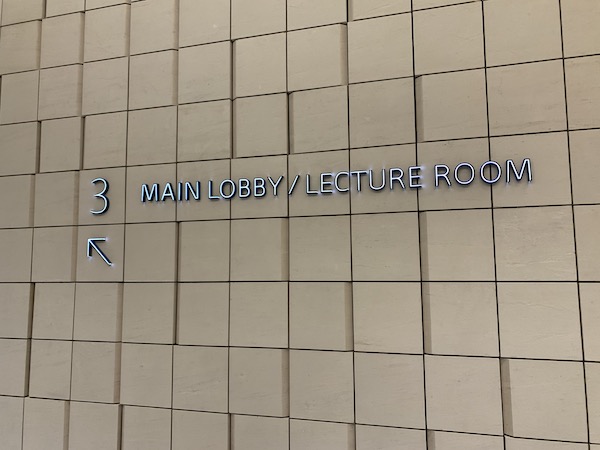 3 MAIN LOBBY / LECTURE ROOM